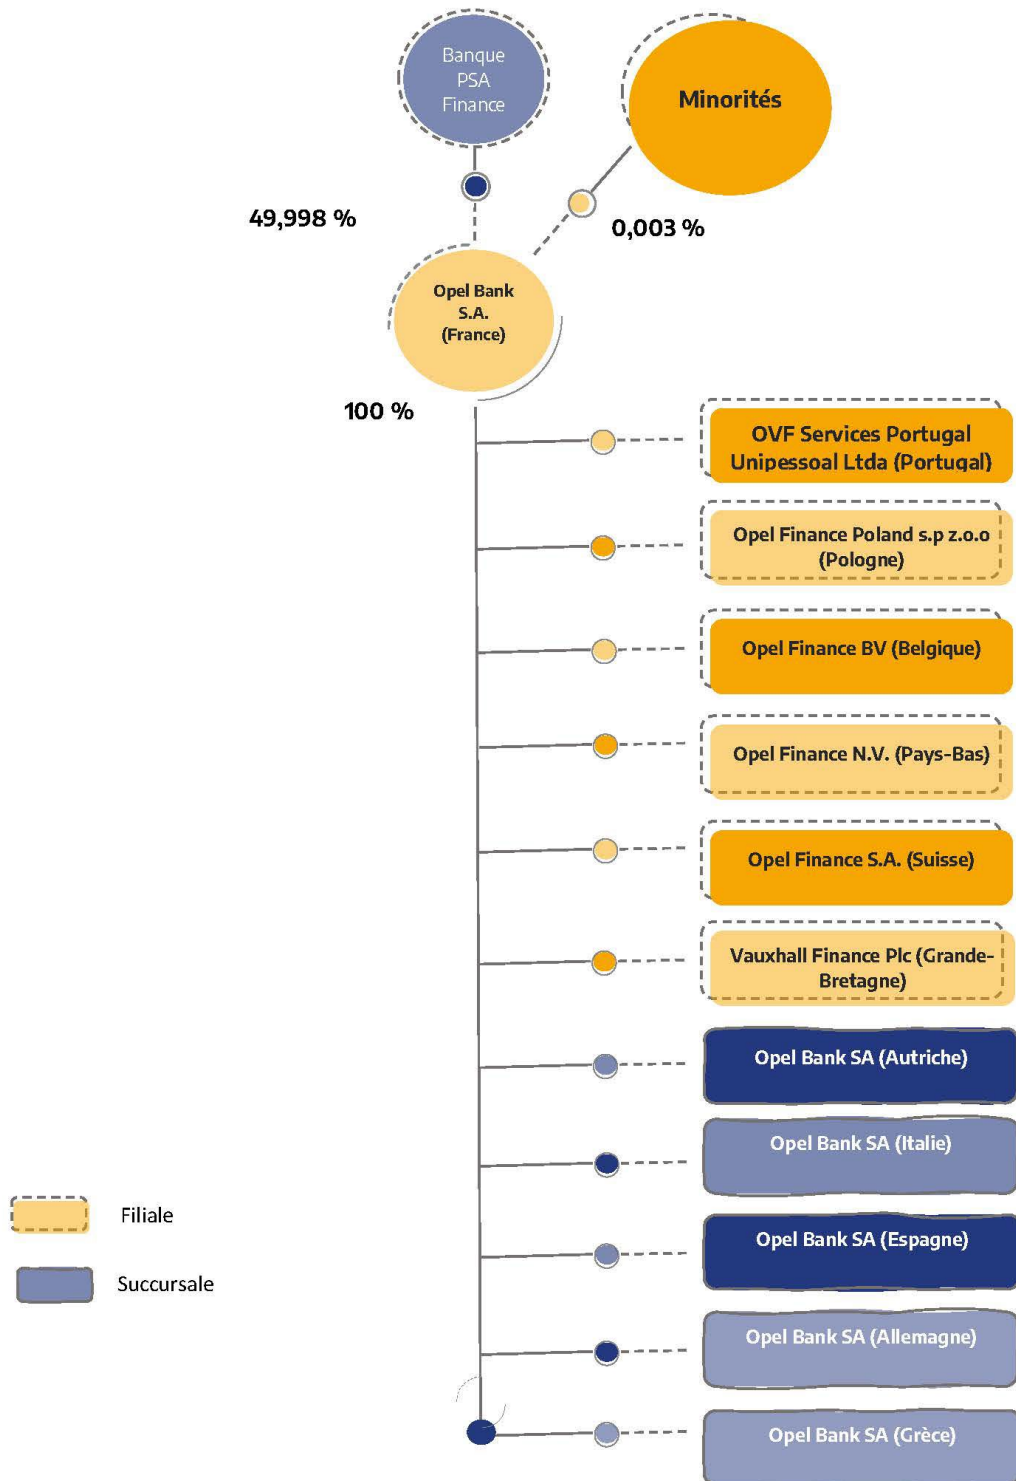 Banque
PSA
Finance
Minorités
49,998 %
0,003 %
Opel Bank
S.A.
(France)
100 %
OVF Services Portugal
Unipessoal Ltda (Portugal)
Opel Finance Poland s.p z.o.o
(Pologne)
Opel Finance BV (Belgique)
Opel Finance N.V. (Pays-Bas)
Opel Finance S.A. (Suisse)
Vauxhall Finance Plc (Grande-
Bretagne)
Opel Bank SA (Autriche)
Opel Bank SA (Italie)
Filiale
Opel Bank SA (Espagne)
Succursale
Opel Bank SA (Allemagne)
Opel Bank SA (Grèce)